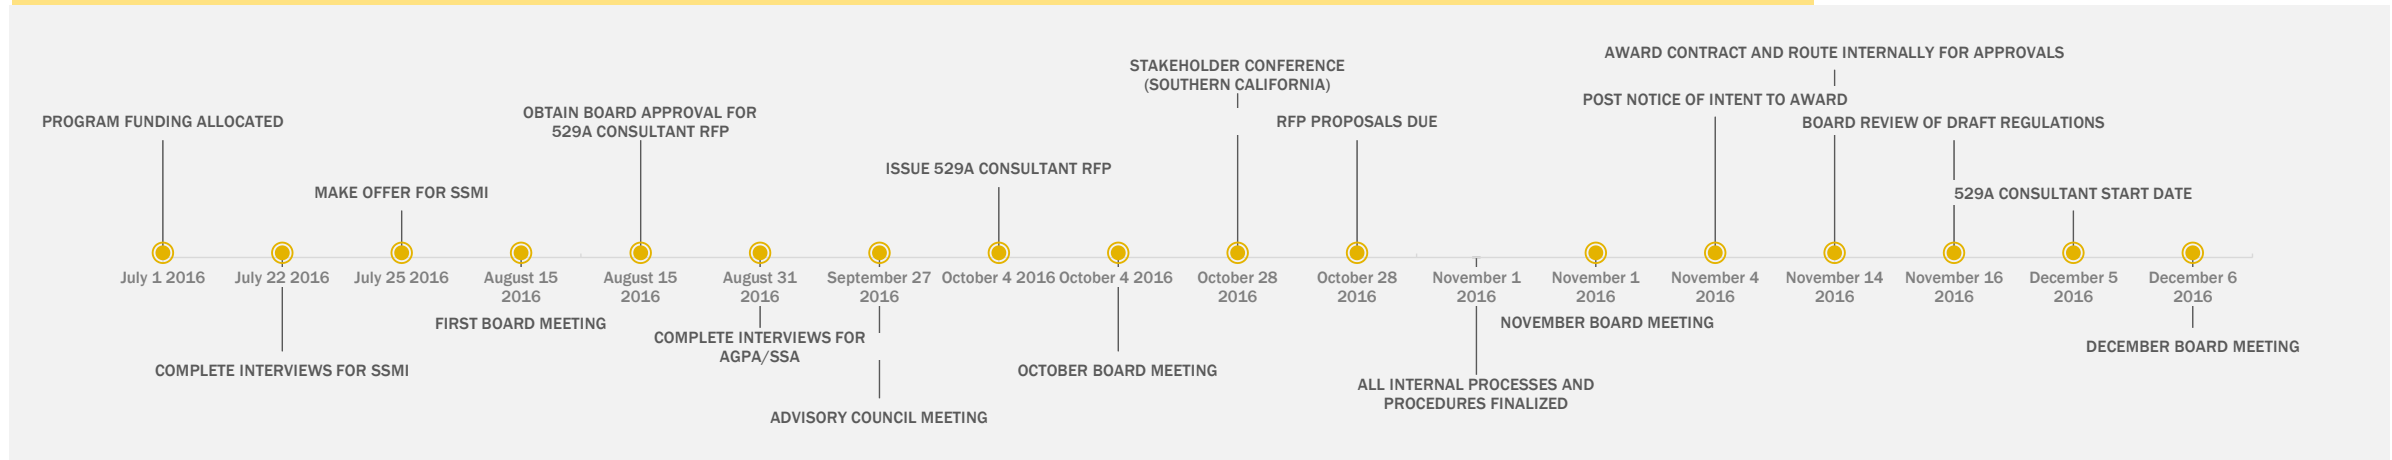 AWARD CONTRACT AND ROUTE INTERNALLY FOR APPROVALS
STAKEHOLDER CONFERENCE
(SOUTHERN CALIFORNIA)
POST NOTICE OF INTENT TO AWARD
OBTAIN BOARD APPROVAL FOR
529A CONSULTANT RFP
PROGRAM FUNDING ALLOCATED
RFP PROPOSALS DUE
BOARD REVIEW OF DRAFT REGULATIONS
ISSUE 529A CONSULTANT RFP
MAKE OFFER FOR SSMI
529A CONSULTANT START DATE
July 1 2016
July 22 2016
July 25 2016
August 15
2016
August 15
2016
August 31
2016
September 27
2016
October 4 2016
October 4 2016
October 28
2016
October 28
2016
November 1
2016
November 1
2016
November 4
2016
November 14
2016
November 16
2016
December 5
2016
December 6
2016
FIRST BOARD MEETING
NOVEMBER BOARD MEETING
COMPLETE INTERVIEWS FOR
AGPA/SSA
DECEMBER BOARD MEETING
COMPLETE INTERVIEWS FOR SSMI
OCTOBER BOARD MEETING
ALL INTERNAL PROCESSES AND
PROCEDURES FINALIZED
ADVISORY COUNCIL MEETING